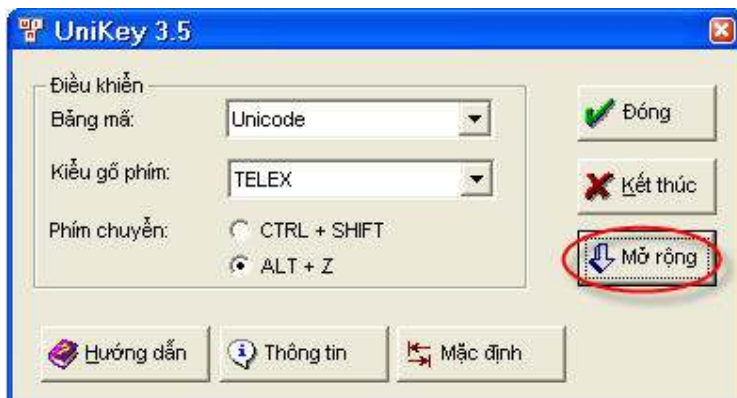 UniKey 3.5
Điều khiển
Bảng mã:
Unicode
Đóng
Kiểu gõ phím:
TELEX
Kết thúc
Phím chuyển:
CTRL + SHIFT
ALT + Z
Mở rộng
Hướng dẫn
Thông tin
Mặc định